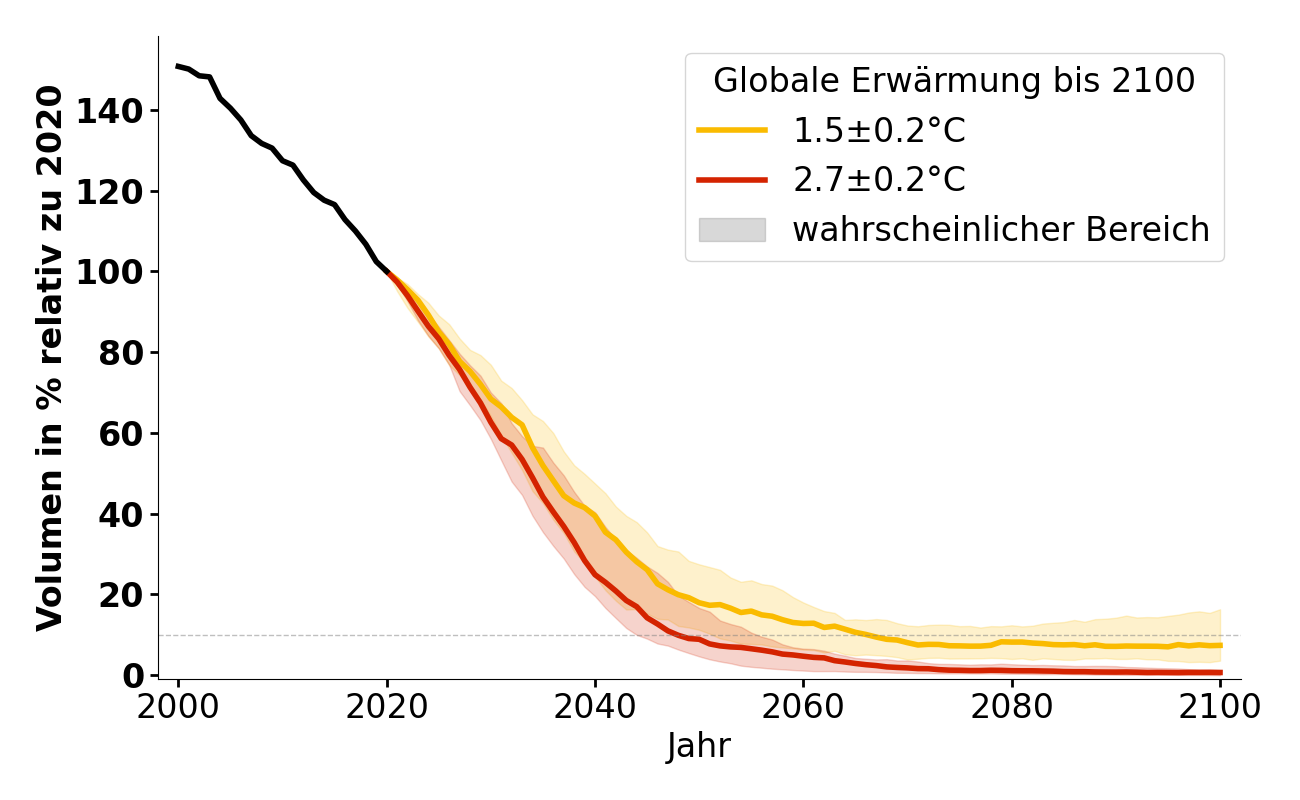 Volumen in % relativ zu 2020
140
120
100
80
60
40
20
0
Globale Erwärmung bis 2100
1.5±0.2°C
2.7±0.2°C
wahrscheinlicher Bereich
2000 2020 2040 2060 2080 2100
Jahr